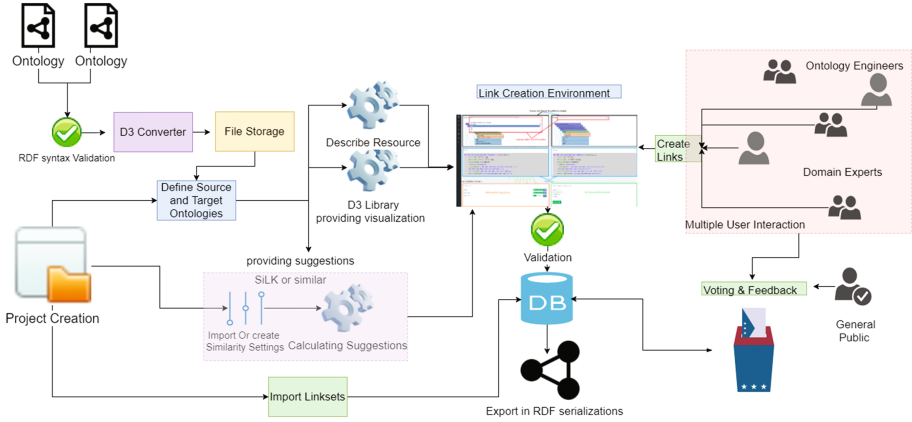 Ontology
Ontology
RDF syntax Validation
D3 Converter
File Storage
Define Source
and Target
Ontologies
Describe Resource
D3 Library
providing visualization
providing suggestions
Link Creation Environment
Create
Links
Ontology Engineers
Domain Experts
Multiple User Interaction
Project Creation
SiLK or similar
Import Or create
Similarity Settings
Calculating Suggestions
Validation
DB
Voting & Feedback
General
Public
Import Linksets
Export in RDF serializations